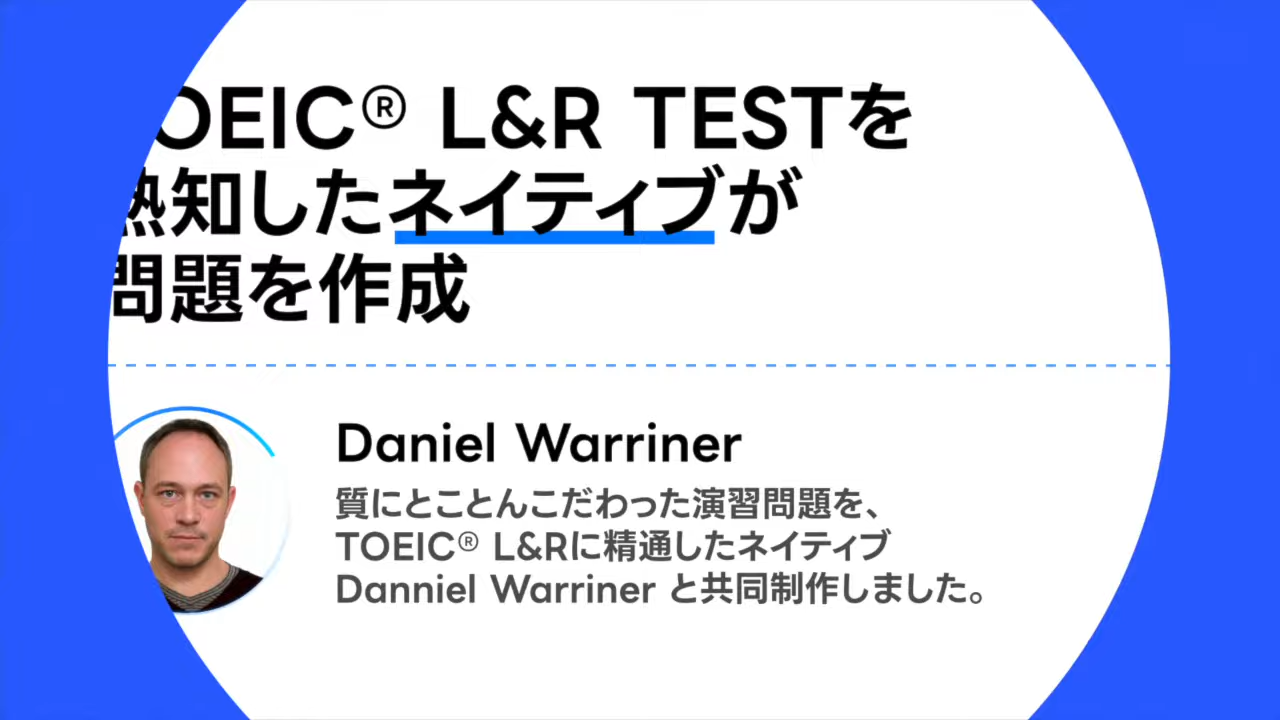 TOEIC® L&R TESTを
熟知したネイティブが
問題を作成
Daniel Warriner
質にとことんこだわった演習問題を、
TOEIC® L&Rに精通したネイティブ
Danniel Warriner と共同制作しました。